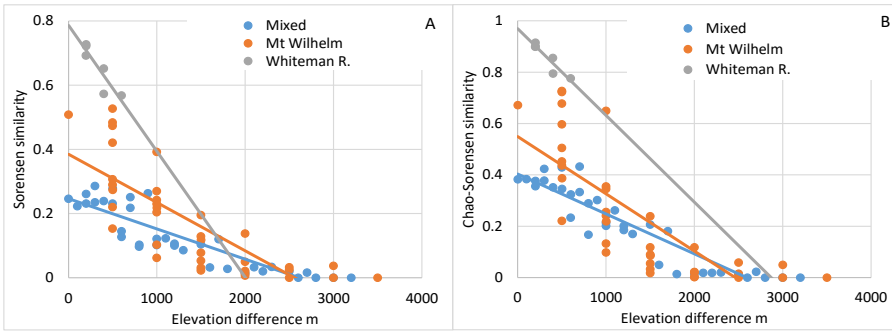 A
Mixed
Mt Wilhelm
Whiteman R.
Sorensen similarity
0.8
0.6
0.4
0.2
0
0 1000 2000 3000 4000
Elevation difference m
B
Mixed
Mt Wilhelm
Whiteman R.
Chao-Sorensen similarity
1
0.8
0.6
0.4
0.2
0
0 1000 2000 3000 4000
Elevation difference m